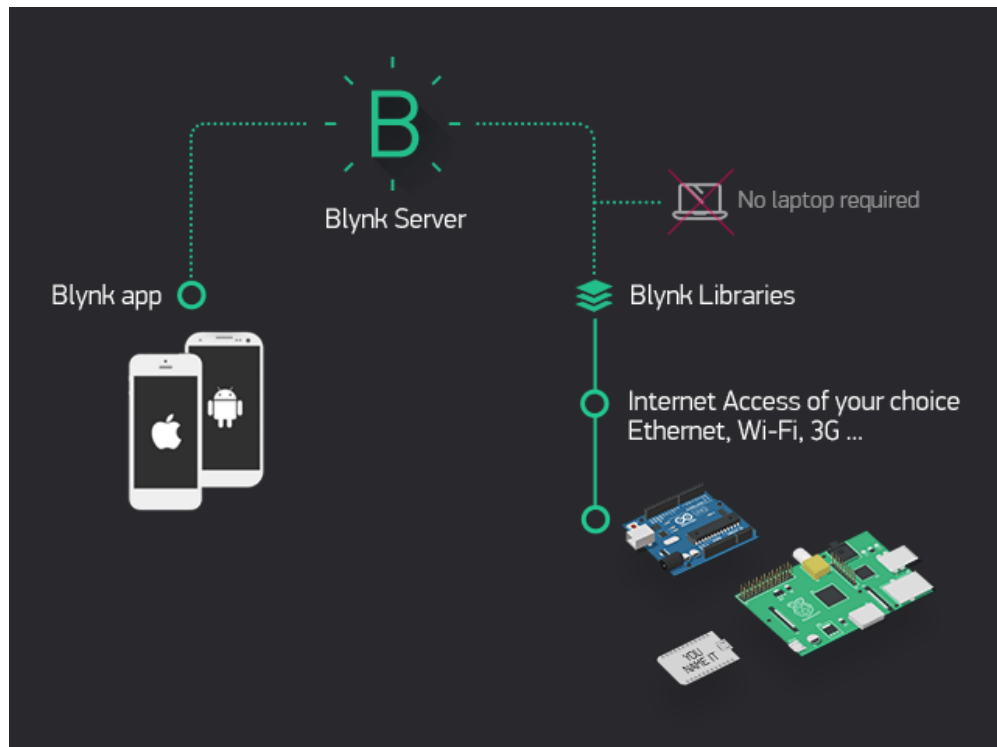 B
Blynk Server
No laptop required
Blynk app
Blynk Libraries
Internet Access of your choice
Ethernet, Wi-Fi, 3G ...
YOU
NAME IT